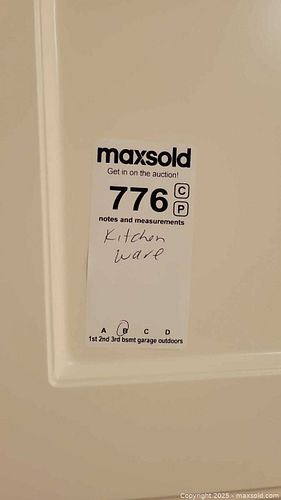 maxsold
Get in on the auction!
776 C
P
notes and measurements
Kitchen
ware
A B C D
1st 2nd 3rd bsmt garage outdoors
Copyright 2025 - maxsold.com